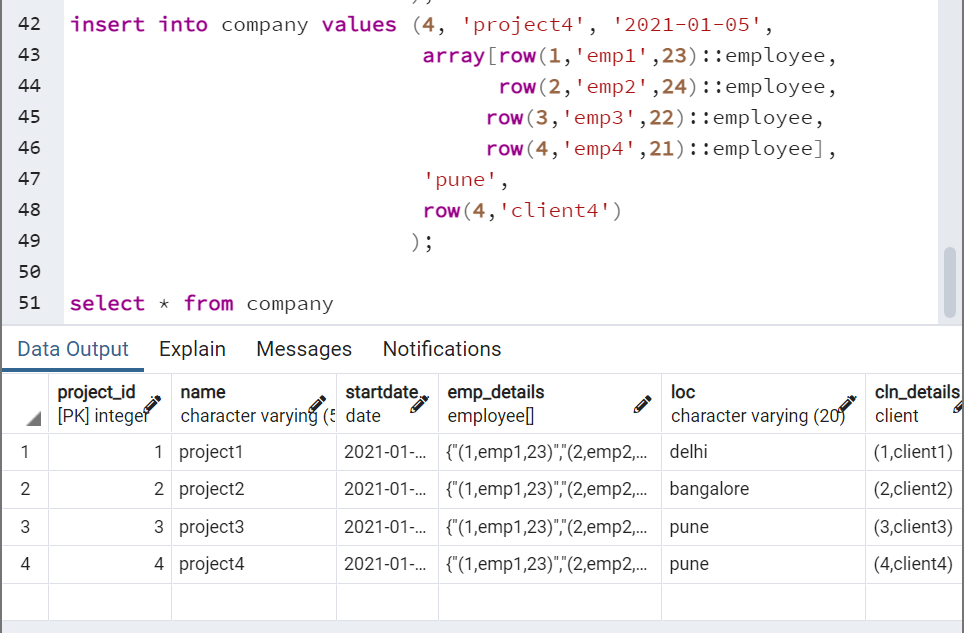 42 insert into company values (4, 'project4', '2021-01-05',
43 array[row(1,'emp1',23)::employee,
44 row(2,'emp2',24)::employee,
45 row(3,'emp3',22)::employee,
46 row(4,'emp4',21)::employee],
47 'pune',
48 row(4,'client4')
49 );
50
51 select * from company
Data Output Explain Messages Notifications
project_id name startdate emp_details loc cln_details
[PK] integer character varying (5 date employee[] character varying (20) client
1 1 project1 2021-01-... {"(1,emp1,23)","(2,emp2,... delhi (1,client1)
2 2 project2 2021-01-... {"(1,emp1,23)","(2,emp2,... bangalore (2,client2)
3 3 project3 2021-01-... {"(1,emp1,23)","(2,emp2,... pune (3,client3)
4 4 project4 2021-01-... {"(1,emp1,23)","(2,emp2,... pune (4,client4)